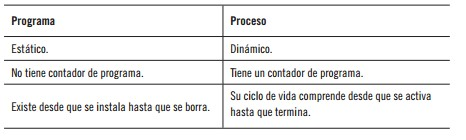 Programa Proceso
Estático. Dinámico.
No tiene contador de programa. Tiene un contador de programa.
Existe desde que se instala hasta que se borra. Su ciclo de vida comprende desde que se activa
hasta que termina.